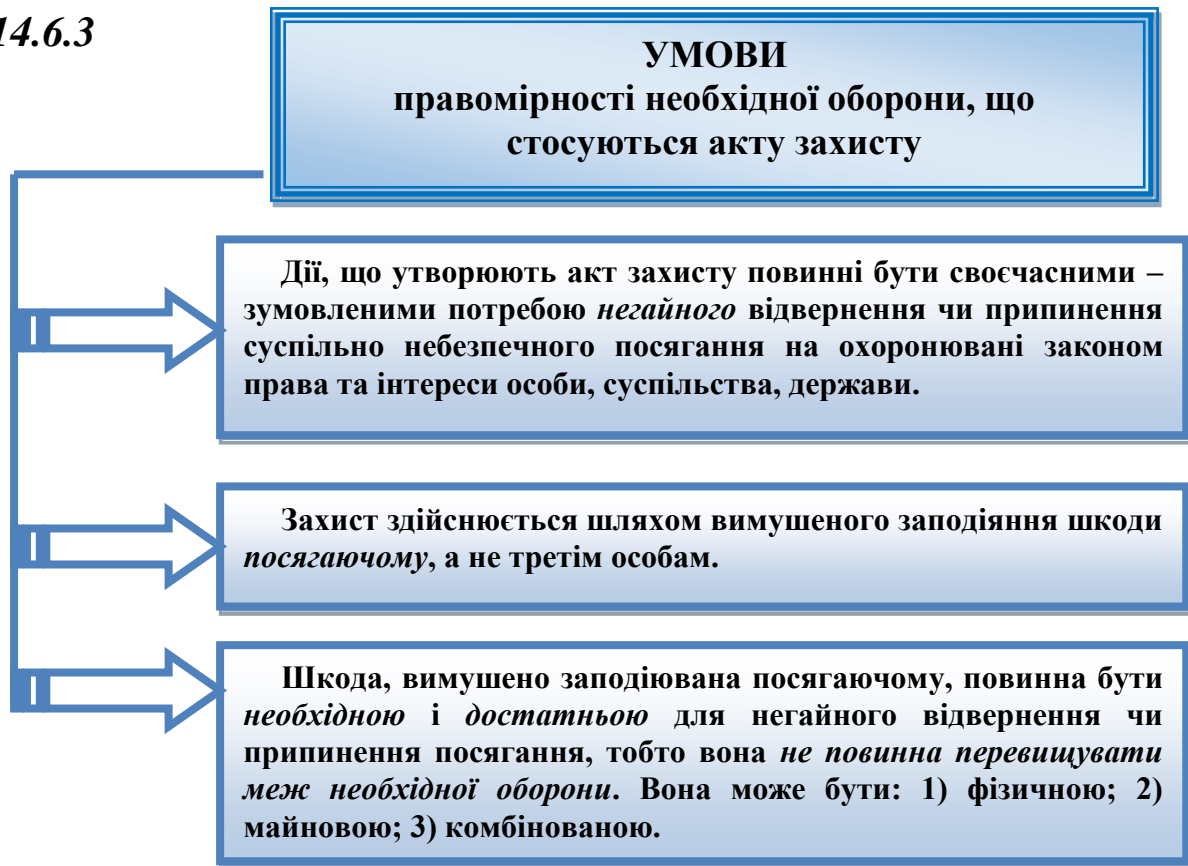 14.6.3
УМОВИ
правомірності необхідної оборони, що
стосуються акту захисту
Дії, що утворюють акт захисту повинні бути своєчасними –
зумовленими потребою негайного відвернення чи припинення
суспільно небезпечного посягання на охоронювані законом
права та інтереси особи, суспільства, держави.
Захист здійснюється шляхом вимушеного заподіяння шкоди
посягаючому, а не третім особам.
Шкода, вимушено заподіювана посягаючому, повинна бути
необхідною і достатньою для негайного відвернення чи
припинення посягання, тобто вона не повинна перевищувати
меж необхідної оборони. Вона може бути: 1) фізичною; 2)
майновою; 3) комбінованою.